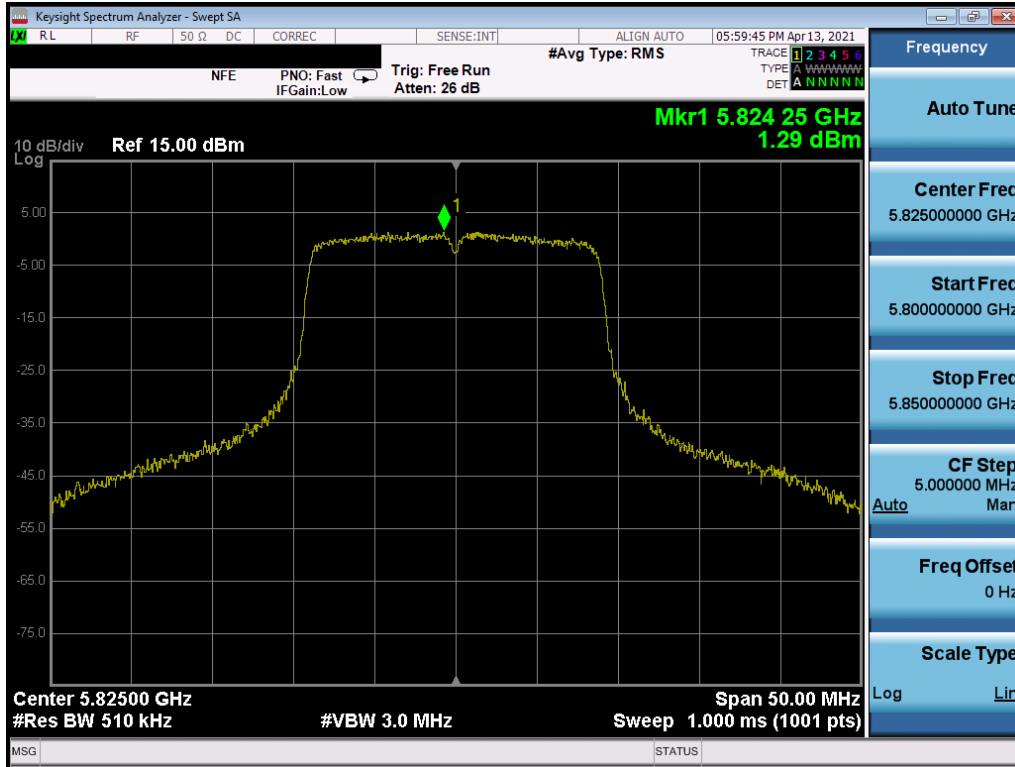 Keysight Spectrum Analyzer - Swept SA
LXI RL RF 50 Ω DC CORREC SENSE:INT ALIGN AUTO 05:59:45 PM Apr 13, 2021
NFE PNO: Fast Trig: Free Run #Avg Type: RMS TRACE 1 2 3 4 5 6
IFGain:Low Atten: 26 dB TYPE A WWWWW
DET A N N N N N
Mkr1 5.824 25 GHz
1.29 dBm
10 dB/div Ref 15.00 dBm
Log
1
5.00
-5.00
-15.0
-25.0
-35.0
-45.0
-55.0
-65.0
-75.0
Center 5.82500 GHz Span 50.00 MHz
#Res BW 510 kHz #VBW 3.0 MHz Sweep 1.000 ms (1001 pts)
MSG STATUS
Frequency
Auto Tune
Center Freq
5.825000000 GHz
Start Freq
5.800000000 GHz
Stop Freq
5.850000000 GHz
CF Step
5.000000 MHz
Auto Man
Freq Offset
0 Hz
Scale Type
Log Lin